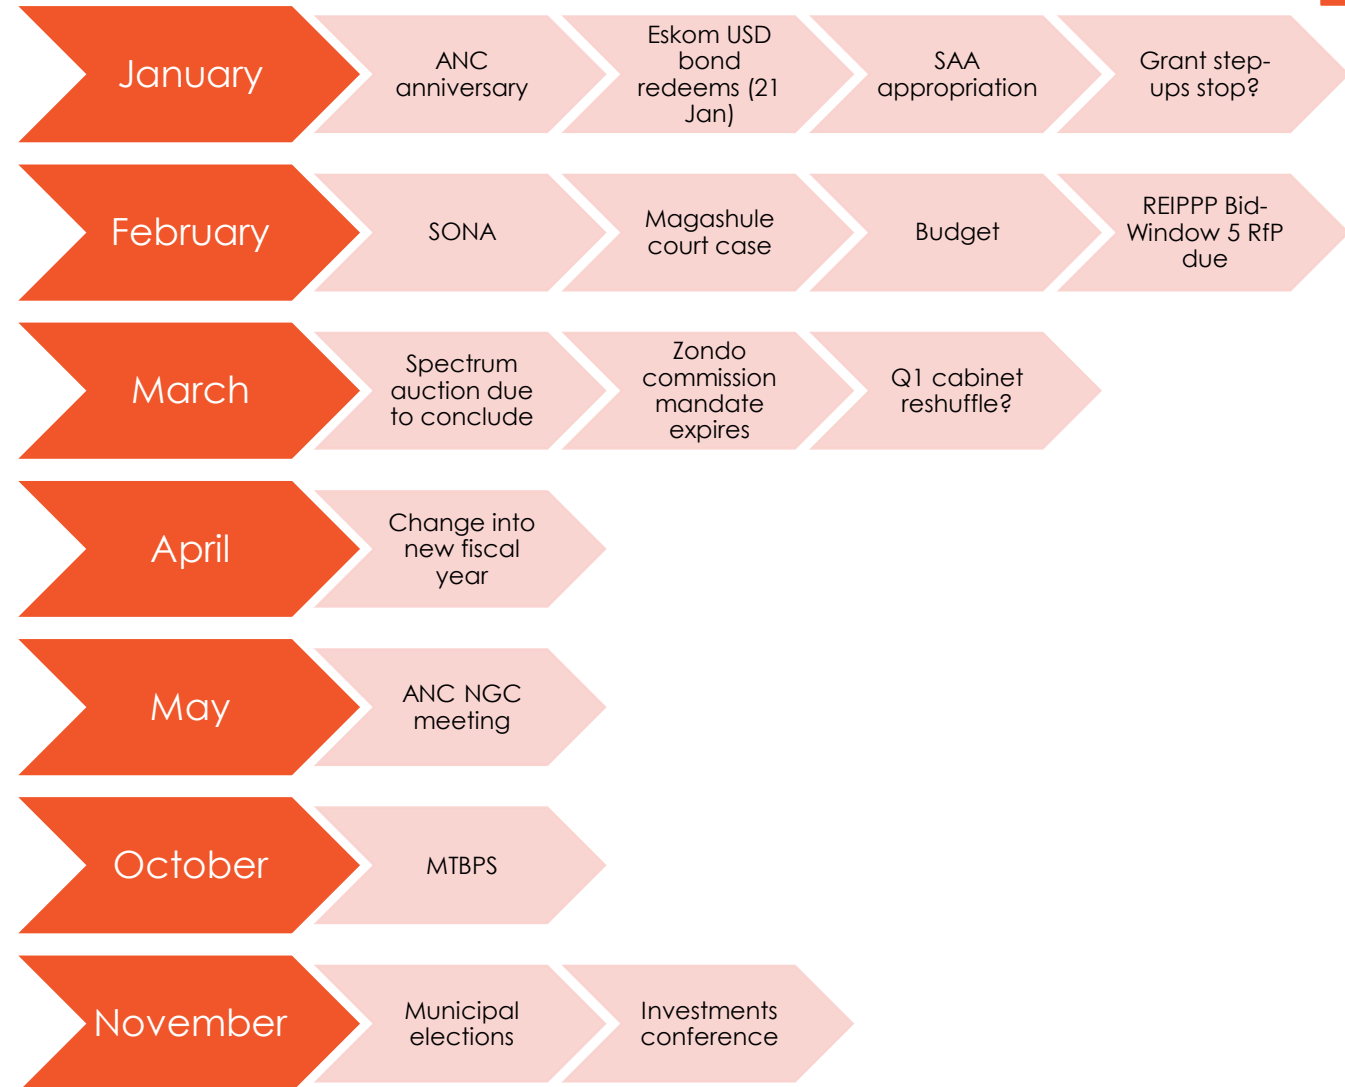 January
ANC
anniversary
Eskom USD
bond
redeems (21
Jan)
SAA
appropriation
Grant step-
ups stop?
February
SONA
Magashule
court case
Budget
REIPPP Bid-
Window 5 RfP
due
March
Spectrum
auction due
to conclude
Zondo
commission
mandate
expires
Q1 cabinet
reshuffle?
April
Change into
new fiscal
year
May
ANC NGC
meeting
October
MTBPS
November
Municipal
elections
Investments
conference